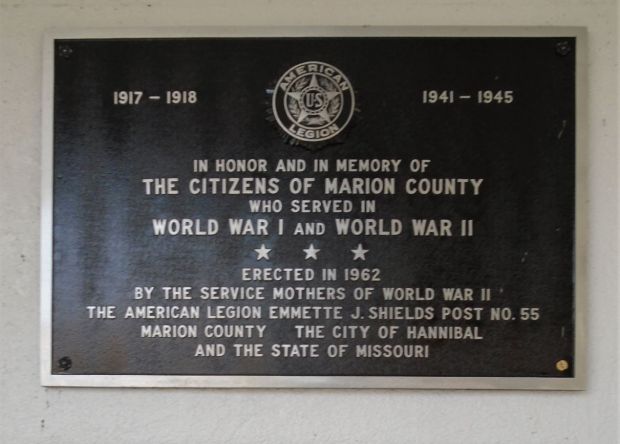 1917 – 1918
AMERICAN
US
LEGION
1941 – 1945
IN HONOR AND IN MEMORY OF
THE CITIZENS OF MARION COUNTY
WHO SERVED IN
WORLD WAR I AND WORLD WAR II
ERECTED IN 1962
BY THE SERVICE MOTHERS OF WORLD WAR II
THE AMERICAN LEGION EMMETTE J. SHIELDS POST NO. 55
MARION COUNTY THE CITY OF HANNIBAL
AND THE STATE OF MISSOURI